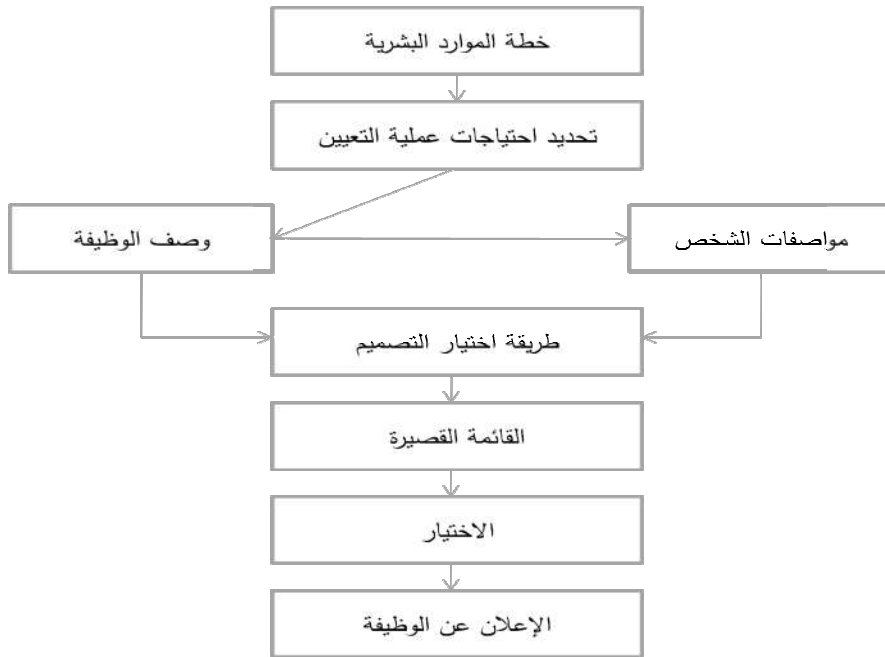 خطة الموارد البشرية
تحديد احتياجات عملية التعيين
مواصفات الشخص
وصف الوظيفة
طريقة اختيار التصميم
القائمة القصيرة
الاختيار
الإعلان عن الوظيفة